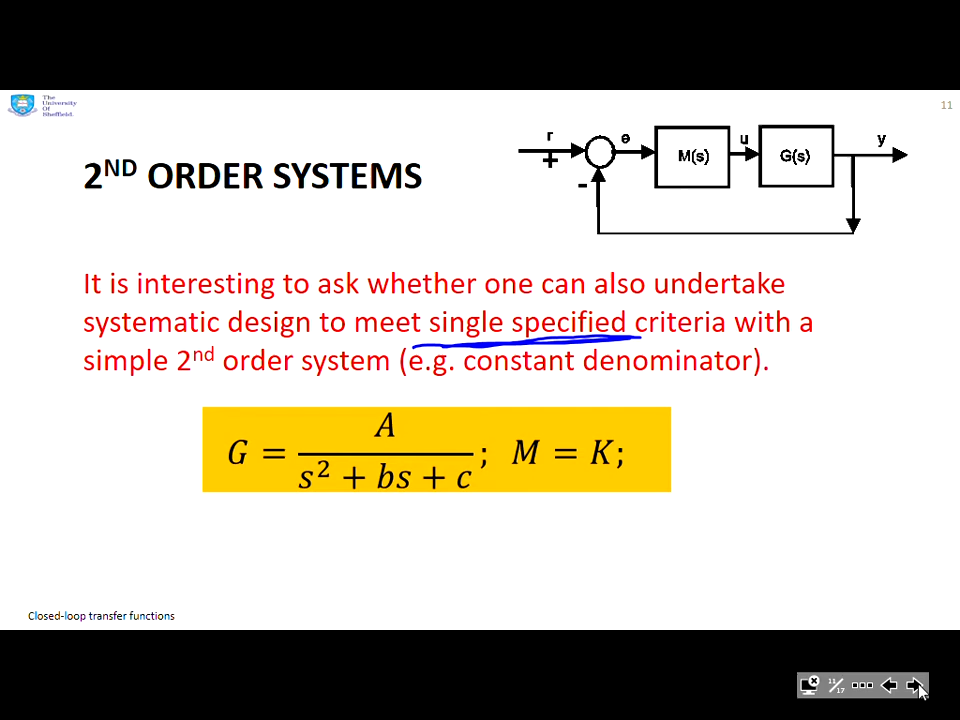 The
University
Of
Sheffield.
11
2ND ORDER SYSTEMS
r
+
-
e
M(s)
u
G(s)
y
It is interesting to ask whether one can also undertake
systematic design to meet single specified criteria with a
simple 2nd order system (e.g. constant denominator).
G = A / (s² + bs + c) ; M = K;
Closed-loop transfer functions
11/17